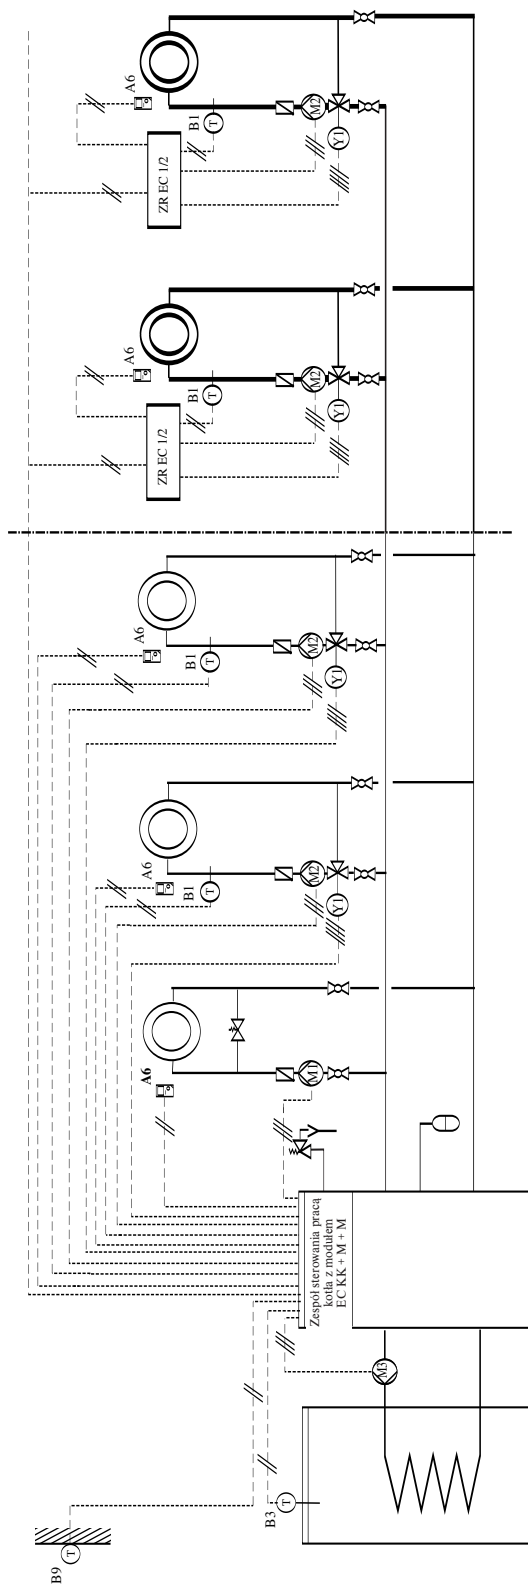 B9
T
B3
T
M3
Zespół sterowania pracą
kotła z modułem
EC KK + M + M
A6
M1
A6
B1
T
M2
Y1
A6
B1
T
M2
Y1
ZR EC 1/2
A6
B1
T
M2
Y1
ZR EC 1/2
A6
B1
T
M2
Y1